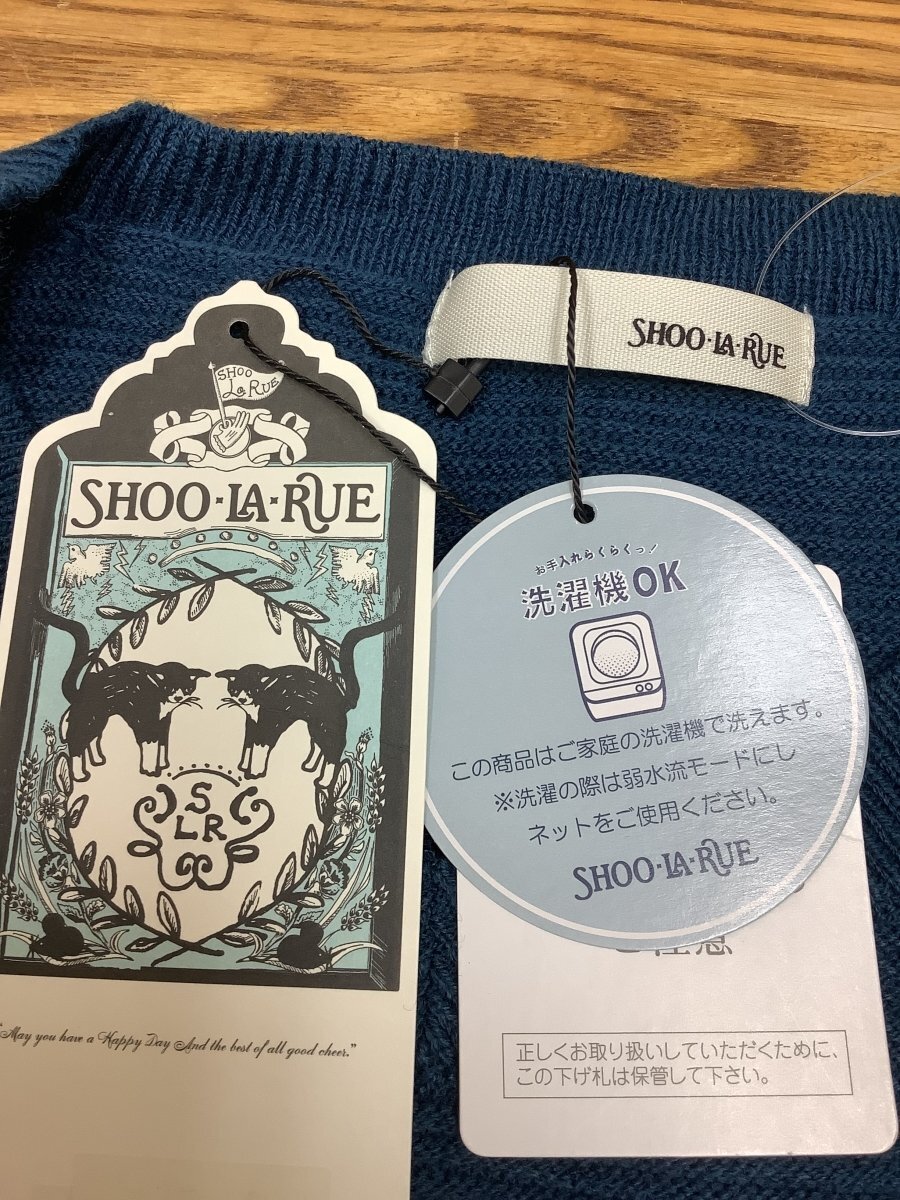 SHOO·LA·RUE
SHOO
La RUE
SHOO·LA·RUE
S
LR
"May you have a Happy Day And the best of all good cheer."
お手入れらくらくっ!
洗濯機OK
この商品はご家庭の洗濯機で洗えます。
※洗濯の際は弱水流モードにし
ネットをご使用ください。
SHOO·LA·RUE
正しくお取り扱いしていただくために、
この下げ札は保管して下さい。